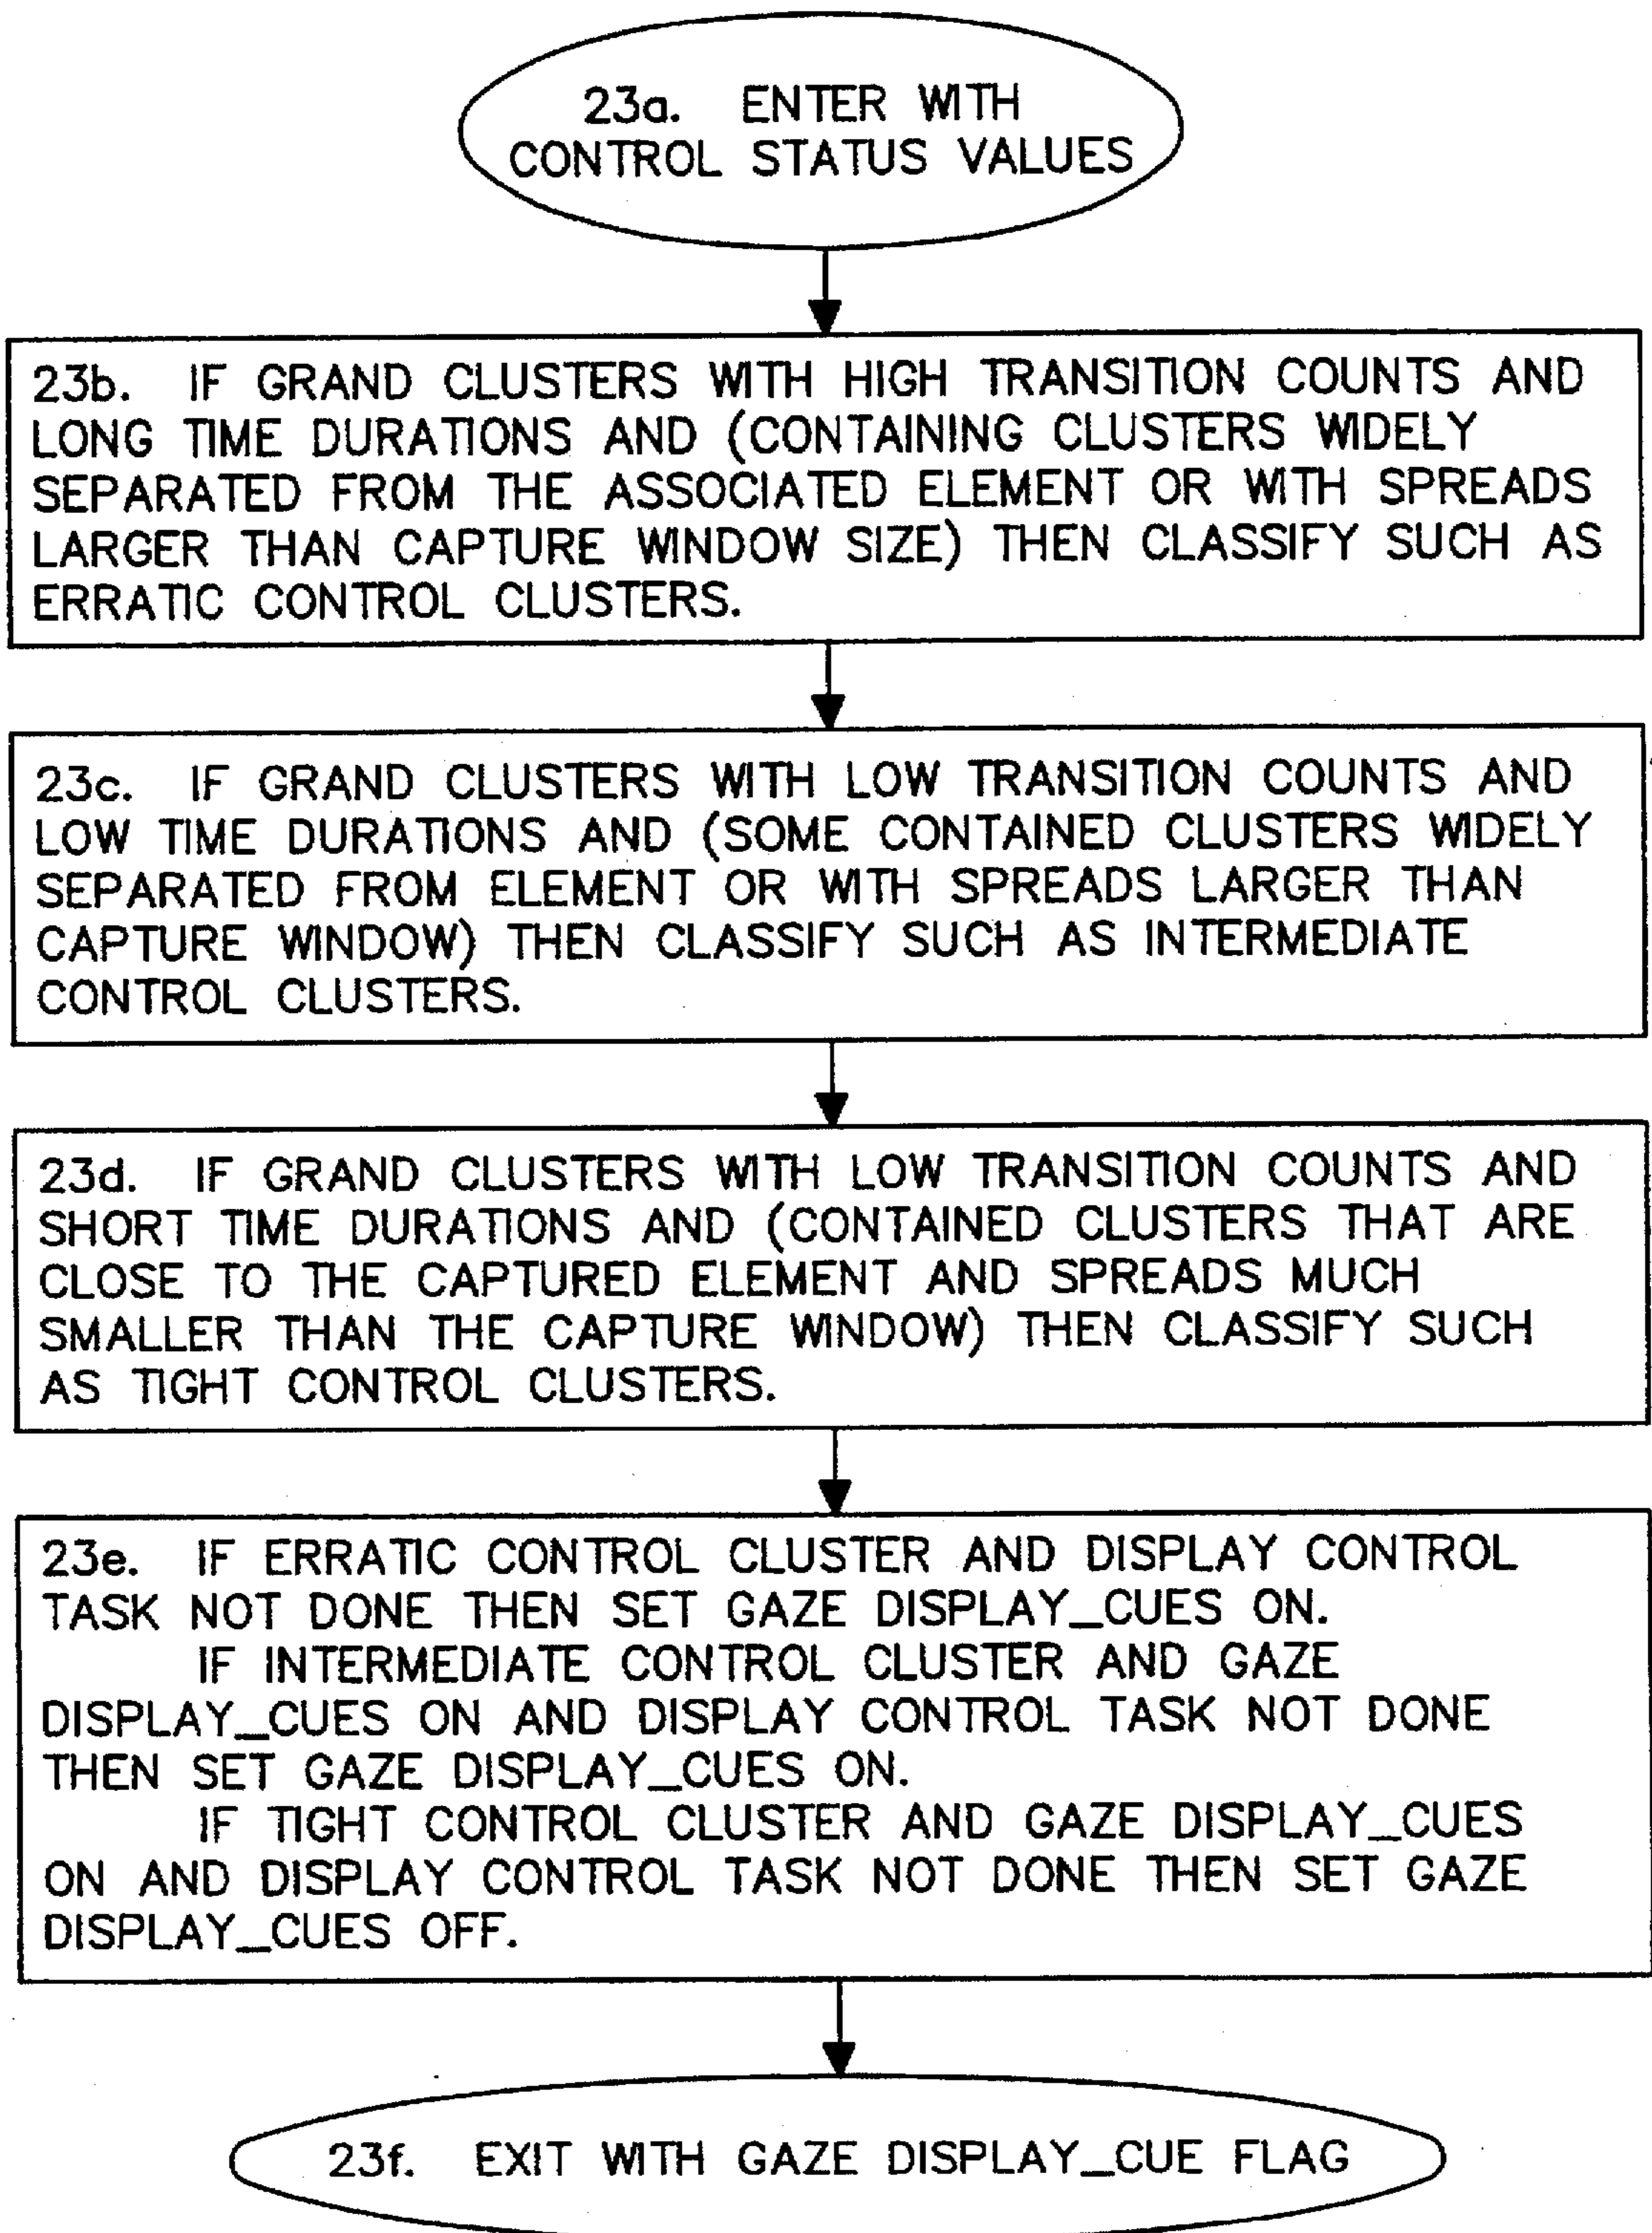 23a. ENTER WITH
CONTROL STATUS VALUES
23b. IF GRAND CLUSTERS WITH HIGH TRANSITION COUNTS AND
LONG TIME DURATIONS AND (CONTAINING CLUSTERS WIDELY
SEPARATED FROM THE ASSOCIATED ELEMENT OR WITH SPREADS
LARGER THAN CAPTURE WINDOW SIZE) THEN CLASSIFY SUCH AS
ERRATIC CONTROL CLUSTERS.
23c. IF GRAND CLUSTERS WITH LOW TRANSITION COUNTS AND
LOW TIME DURATIONS AND (SOME CONTAINED CLUSTERS WIDELY
SEPARATED FROM ELEMENT OR WITH SPREADS LARGER THAN
CAPTURE WINDOW) THEN CLASSIFY SUCH AS INTERMEDIATE
CONTROL CLUSTERS.
23d. IF GRAND CLUSTERS WITH LOW TRANSITION COUNTS AND
SHORT TIME DURATIONS AND (CONTAINED CLUSTERS THAT ARE
CLOSE TO THE CAPTURED ELEMENT AND SPREADS MUCH
SMALLER THAN THE CAPTURE WINDOW) THEN CLASSIFY SUCH
AS TIGHT CONTROL CLUSTERS.
23e. IF ERRATIC CONTROL CLUSTER AND DISPLAY CONTROL
TASK NOT DONE THEN SET GAZE DISPLAY_CUES ON.
IF INTERMEDIATE CONTROL CLUSTER AND GAZE
DISPLAY_CUES ON AND DISPLAY CONTROL TASK NOT DONE
THEN SET GAZE DISPLAY_CUES ON.
IF TIGHT CONTROL CLUSTER AND GAZE DISPLAY_CUES
ON AND DISPLAY CONTROL TASK NOT DONE THEN SET GAZE
DISPLAY_CUES OFF.
23f. EXIT WITH GAZE DISPLAY_CUE FLAG